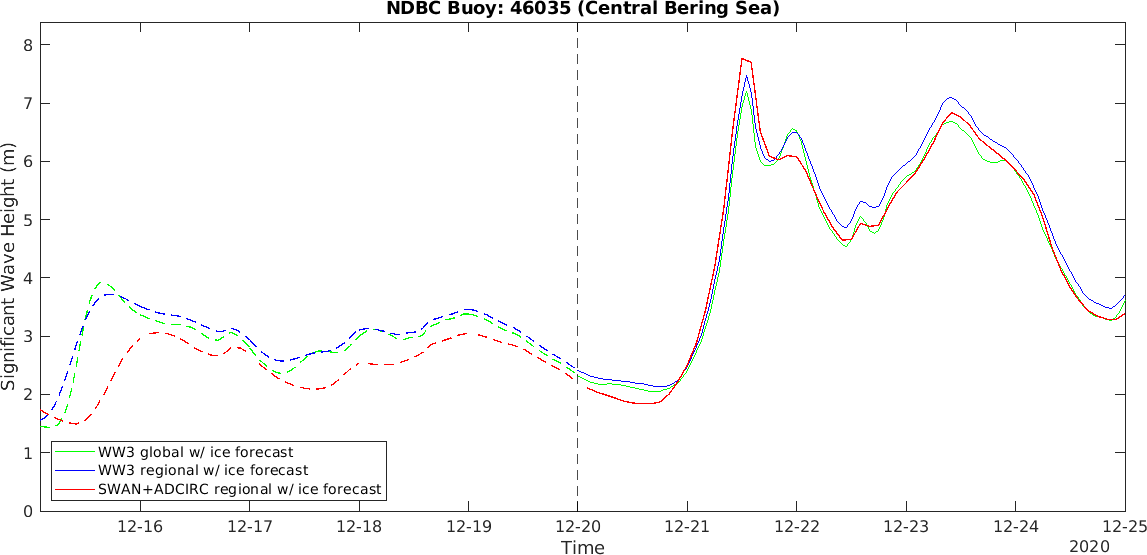 NDBC Buoy: 46035 (Central Bering Sea)
Significant Wave Height (m)
8
7
6
5
4
3
2
1
0
WW3 global w/ ice forecast
WW3 regional w/ ice forecast
SWAN+ADCIRC regional w/ ice forecast
12-16 12-17 12-18 12-19 12-20 12-21 12-22 12-23 12-24 12-25
Time
2020